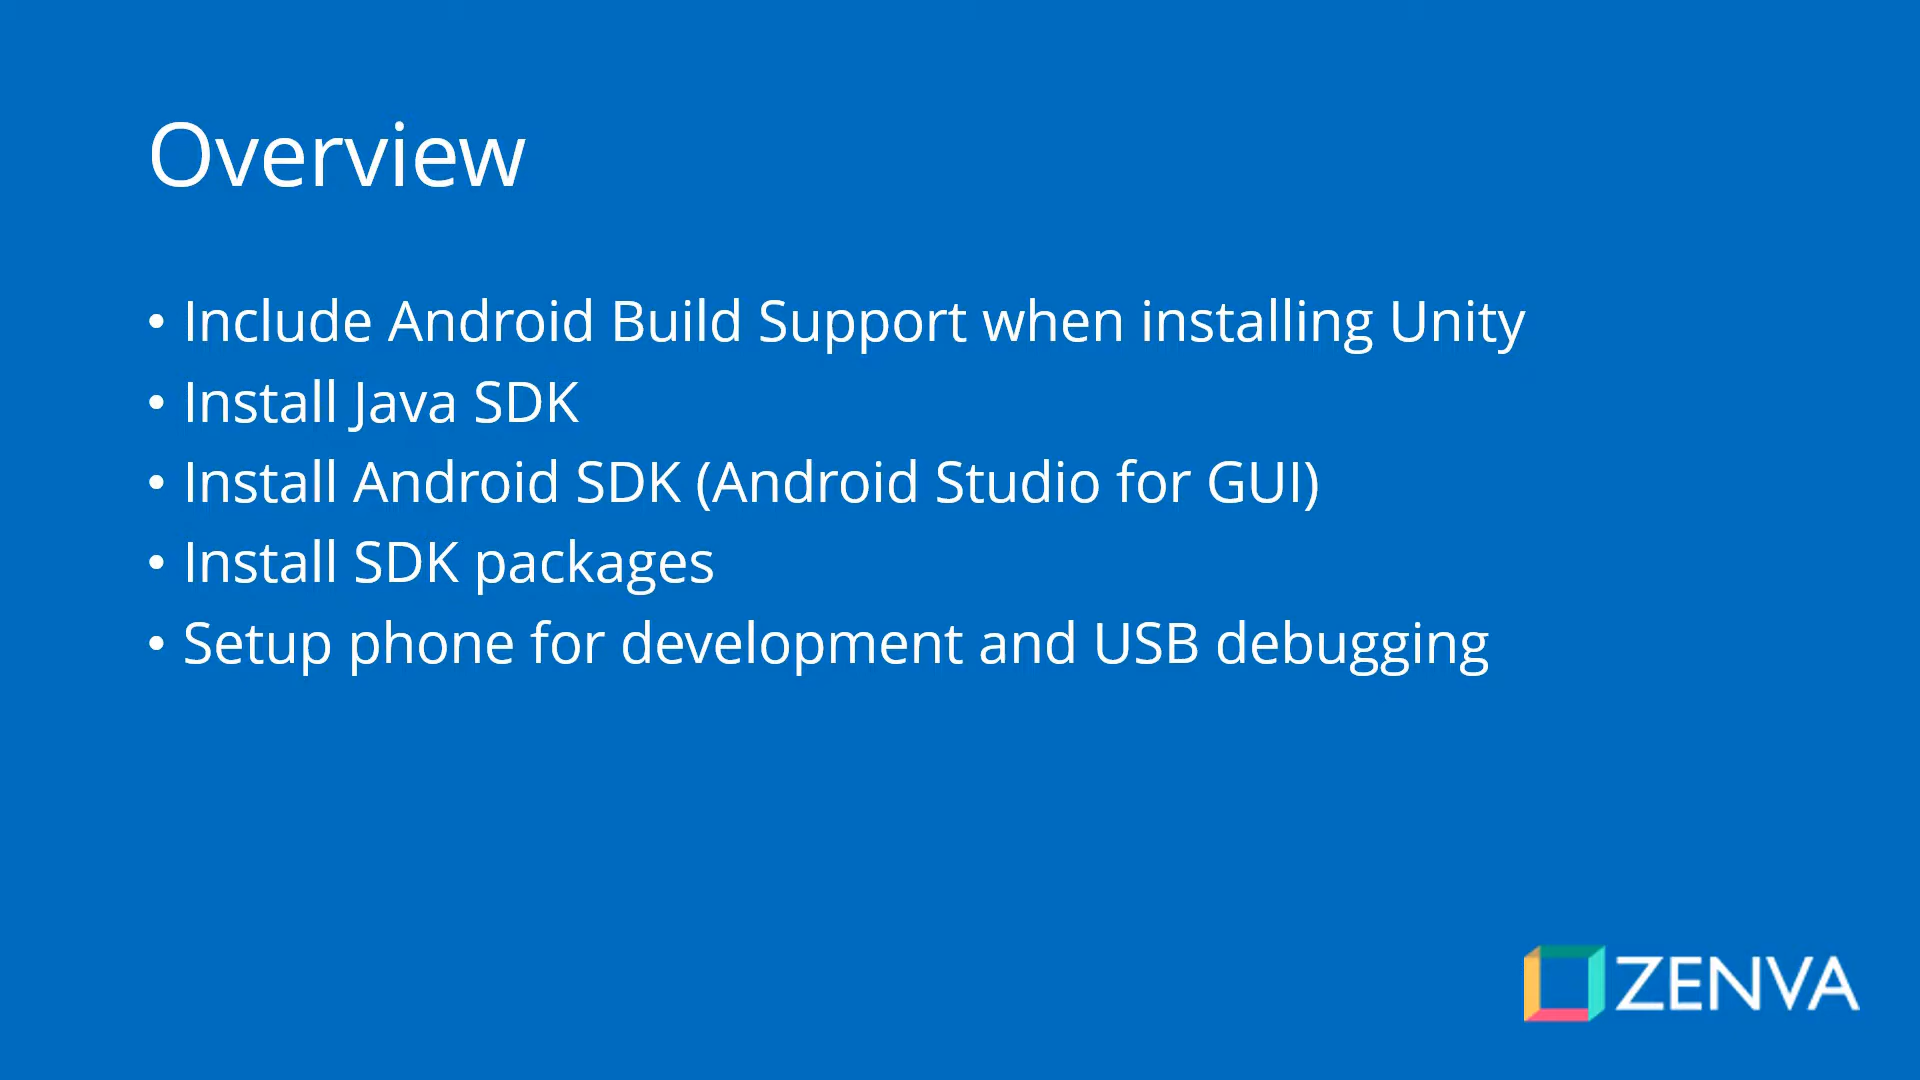 Overview
• Include Android Build Support when installing Unity
• Install Java SDK
• Install Android SDK (Android Studio for GUI)
• Install SDK packages
• Setup phone for development and USB debugging
ZENVA